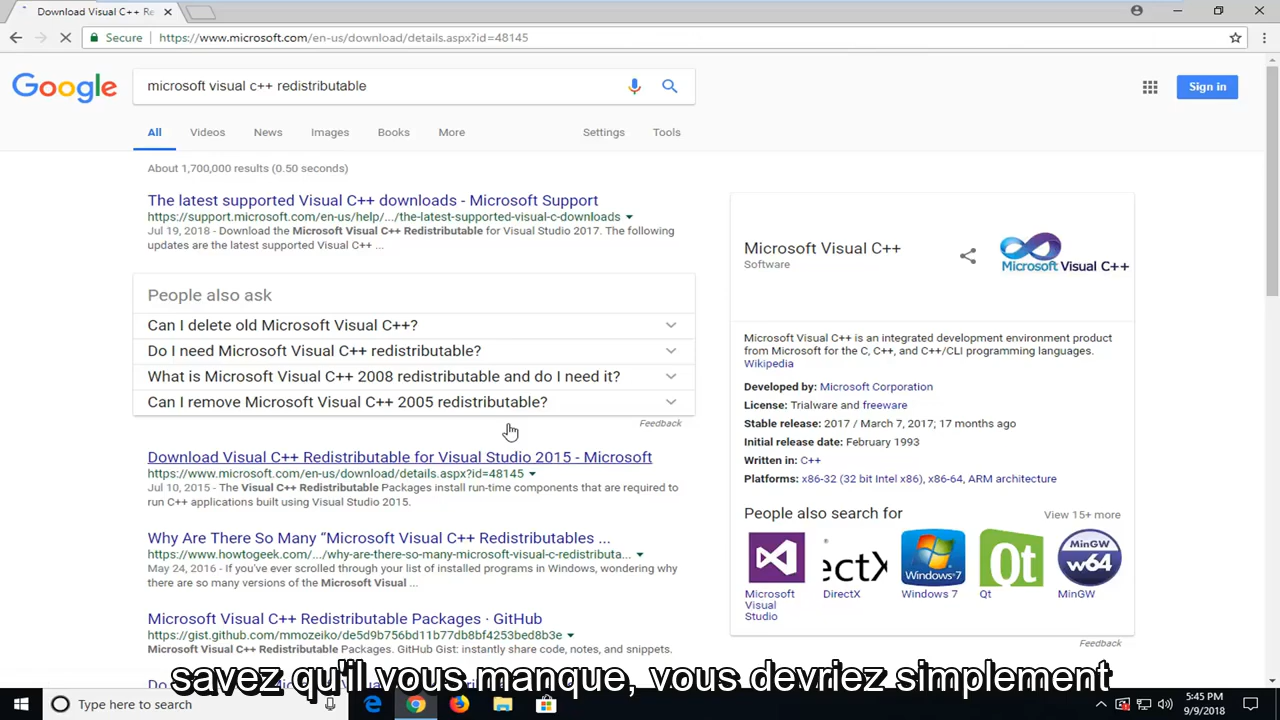 Download Visual C++ Re
Secure https://www.microsoft.com/en-us/download/details.aspx?id=48145
Google
microsoft visual c++ redistributable
Sign in
All Videos News Images Books More Settings Tools
About 1,700,000 results (0.50 seconds)
The latest supported Visual C++ downloads - Microsoft Support
https://support.microsoft.com/en-us/help/.../the-latest-supported-visual-c-downloads
Jul 19, 2018 - Download the Microsoft Visual C++ Redistributable for Visual Studio 2017. The following
updates are the latest supported Visual C++ ...
People also ask
Can I delete old Microsoft Visual C++?
Do I need Microsoft Visual C++ redistributable?
What is Microsoft Visual C++ 2008 redistributable and do I need it?
Can I remove Microsoft Visual C++ 2005 redistributable?
Feedback
Download Visual C++ Redistributable for Visual Studio 2015 - Microsoft
https://www.microsoft.com/en-us/download/details.aspx?id=48145
Jul 10, 2015 - The Visual C++ Redistributable Packages install run-time components that are required to
run C++ applications built using Visual Studio 2015.
Why Are There So Many “Microsoft Visual C++ Redistributables ...
https://www.howtogeek.com/.../why-are-there-so-many-microsoft-visual-c-redistributa...
May 24, 2016 - If you've ever scrolled through your list of installed programs in Windows, wondering why
there are so many versions of the Microsoft Visual ...
Microsoft Visual C++ Redistributable Packages · GitHub
https://gist.github.com/mmozeiko/de5d9b756bd11b77db8bf4253bed8b3e
Microsoft Visual C++ Redistributable Packages. GitHub Gist: instantly share code, notes, and snippets.
Microsoft Visual C++
Software
Microsoft Visual C++
Microsoft Visual C++ is an integrated development environment product
from Microsoft for the C, C++, and C++/CLI programming languages.
Wikipedia
Developed by: Microsoft Corporation
License: Trialware and freeware
Stable release: 2017 / March 7, 2017; 17 months ago
Initial release date: February 1993
Written in: C++
Platforms: x86-32 (32 bit Intel x86), x86-64, ARM architecture
People also search for
View 15+ more
ectX
Windows 7
Qt
MinGW
w64
Microsoft
Visual
Studio
DirectX
Windows 7
Qt
MinGW
Feedback
savez qu'il vous manque, vous devriez simplement
Type here to search
5:45 PM
9/9/2018